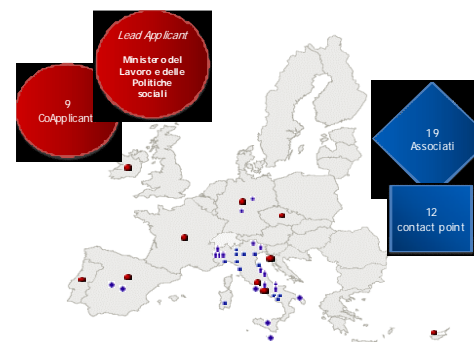 Lead Applicant
Ministero del
Lavoro e delle
Politiche
sociali
9
CoApplicant
19
Associati
12
contact point